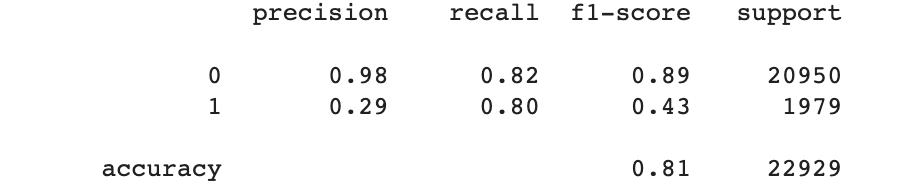 precision recall f1-score support
0 0.98 0.82 0.89 20950
1 0.29 0.80 0.43 1979
accuracy 0.81 22929